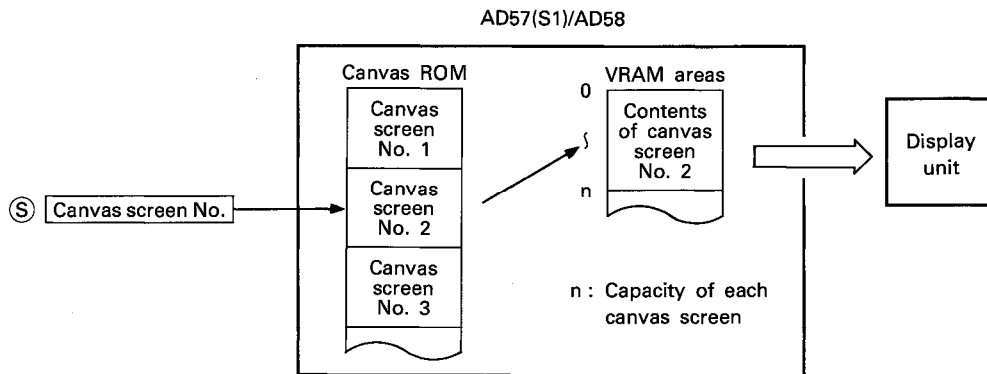 AD57(S1)/AD58
Canvas ROM
Canvas
screen
No. 1
Canvas
screen
No. 2
Canvas
screen
No. 3
VRAM areas
0
n
Contents
of canvas
screen
No. 2
Display
unit
Ⓢ Canvas screen No.
n : Capacity of each
canvas screen